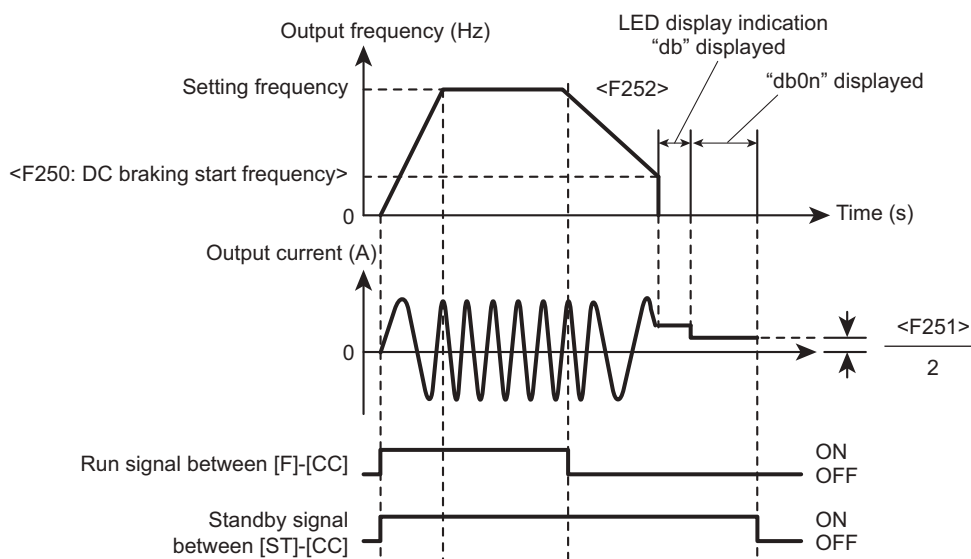 LED display indication
“db” displayed
Output frequency (Hz)
“db0n” displayed
Setting frequency
<F252>
<F250: DC braking start frequency>
0
Time (s)
Output current (A)
<F251>
2
0
Run signal between [F]-[CC]
ON
OFF
Standby signal
between [ST]-[CC]
ON
OFF